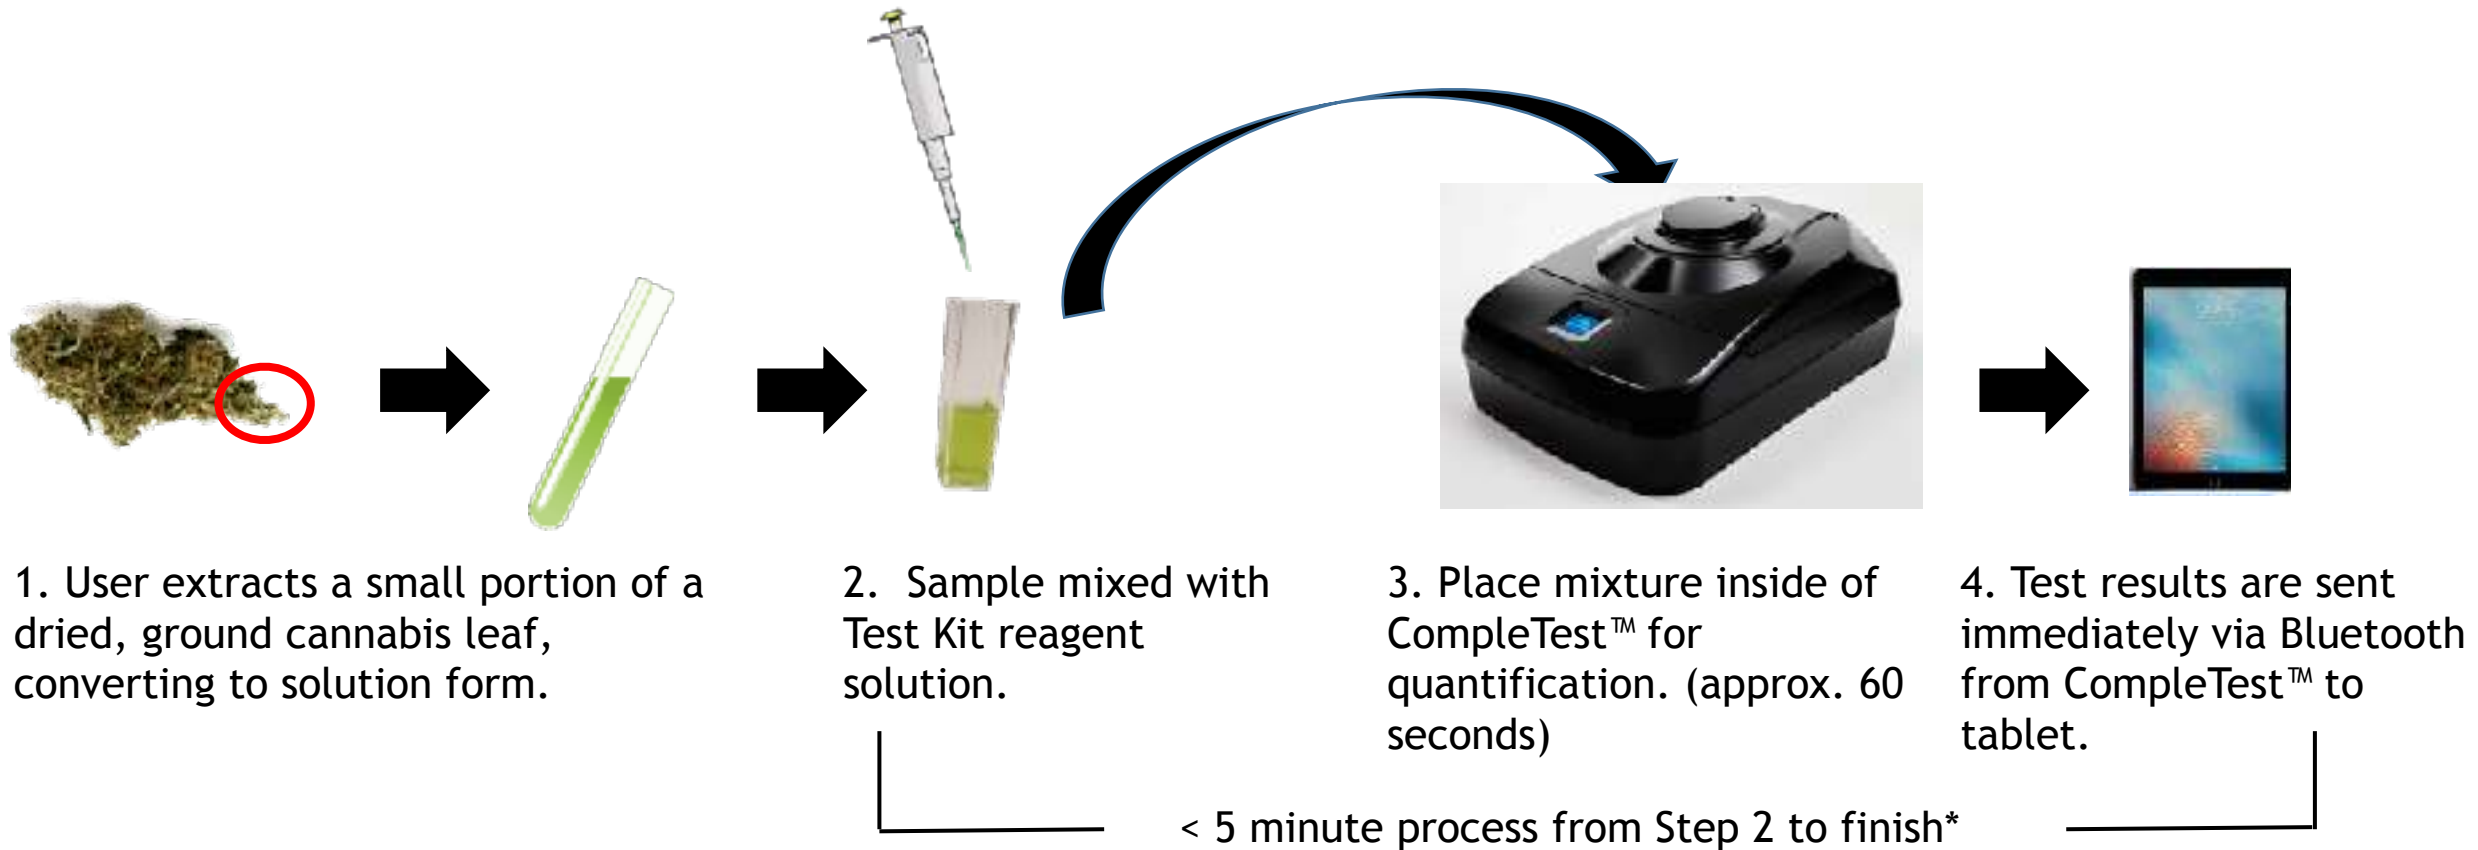 1. User extracts a small portion of a
dried, ground cannabis leaf,
converting to solution form.
2. Sample mixed with
Test Kit reagent
solution.
3. Place mixture inside of
CompleTest™ for
quantification. (approx. 60
seconds)
4. Test results are sent
immediately via Bluetooth
from CompleTest™ to
tablet.
< 5 minute process from Step 2 to finish*